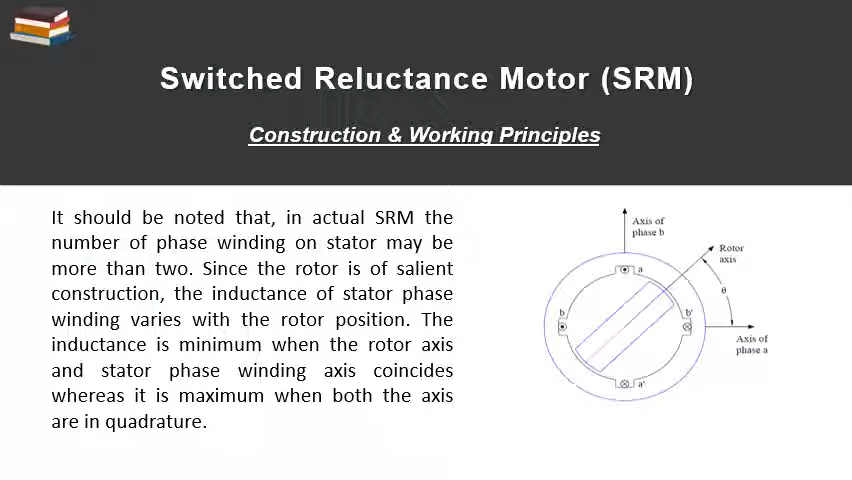 Switched Reluctance Motor (SRM)
Construction & Working Principles
It should be noted that, in actual SRM the
number of phase winding on stator may be
more than two. Since the rotor is of salient
construction, the inductance of stator phase
winding varies with the rotor position. The
inductance is minimum when the rotor axis
and stator phase winding axis coincides
whereas it is maximum when both the axis
are in quadrature.
Axis of
phase b
Rotor
axis
a
θ
b
b'
Axis of
phase a
a'